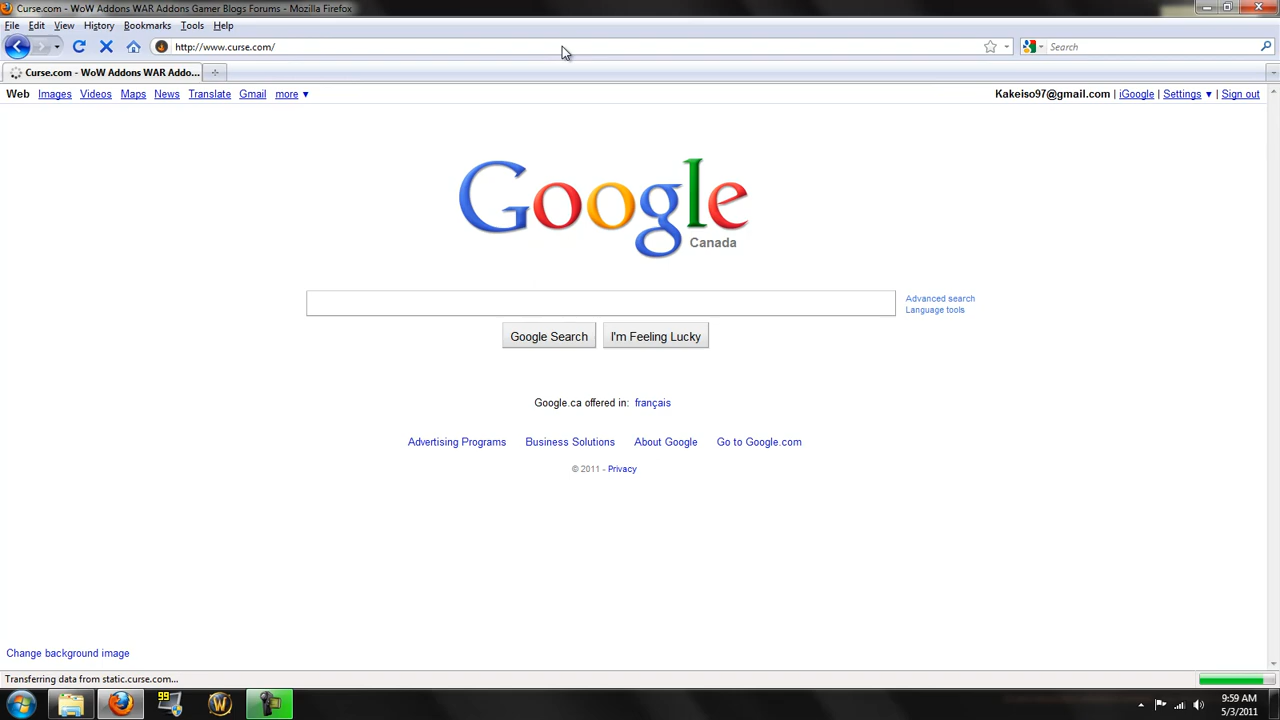 Curse.com - WoW Addons WAR Addons Gamer Blogs Forums - Mozilla Firefox
File Edit View History Bookmarks Tools Help
http://www.curse.com/ Search
Curse.com - WoW Addons WAR Addo...
Web Images Videos Maps News Translate Gmail more ▼ Kakeiso97@gmail.com | iGoogle | Settings ▼ | Sign out
Google
Canada
Advanced search
Language tools
Google Search I'm Feeling Lucky
Google.ca offered in: français
Advertising Programs Business Solutions About Google Go to Google.com
© 2011 - Privacy
Change background image
Transferring data from static.curse.com...
99
9:59 AM
5/3/2011